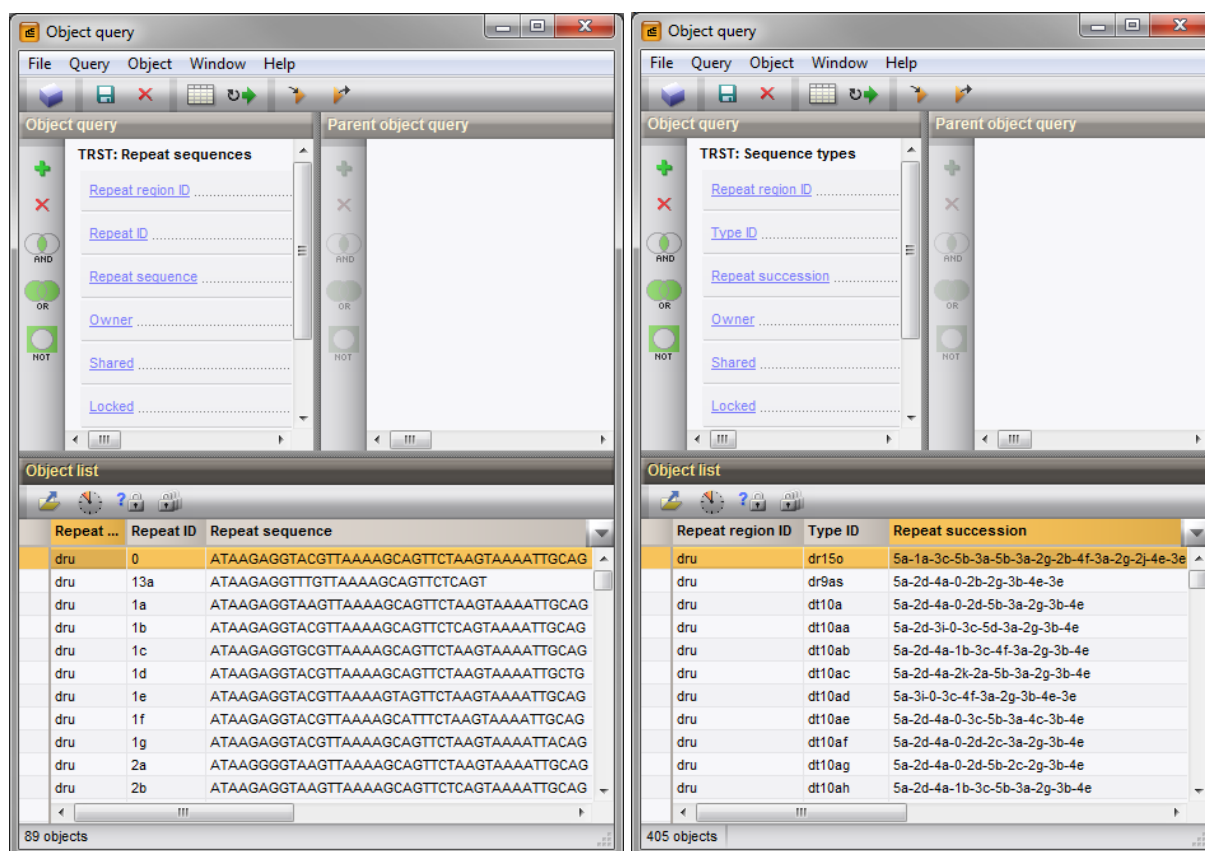 Object query
File Query Object Window Help
Object query
Parent object query
TRST: Repeat sequences
Repeat region ID
Repeat ID
Repeat sequence
Owner
Shared
Locked
AND
OR
NOT
AND
OR
NOT
Object list
Repeat ... Repeat ID Repeat sequence
dru 0 ATAAGAGGTACGTTAAAAGCAGTTCTAAGTAAAATTGCAG
dru 13a ATAAGAGGTTTGTTAAAAGCAGTTCTCAGT
dru 1a ATAAGAGGTAAGTTAAAAGCAGTTCTAAGTAAAATTGCAG
dru 1b ATAAGAGGTACGTTAAAAGCAGTTCTCAGTAAAATTGCAG
dru 1c ATAAGAGGTGCGTTAAAAGCAGTTCTAAGTAAAATTGCAG
dru 1d ATAAGAGGTACGTTAAAAGCAGTTCTAAGTAAAATTGCTG
dru 1e ATAAGAGGTACGTTAAAAGTAGTTCTAAGTAAAATTGCAG
dru 1f ATAAGAGGTACGTTAAAAGCATTTCTAAGTAAAATTGCAG
dru 1g ATAAGAGGTACGTTAAAAGCAGTTCTAAGTAAAATTACAG
dru 2a ATAAGGGGTAAGTTAAAAGCAGTTCTAAGTAAAATTGCAG
dru 2b ATAAGAGGTAAGTTAAAAGCAGTTCTCAGTAAAATTGCAG
89 objects
Object query
File Query Object Window Help
Object query
Parent object query
TRST: Sequence types
Repeat region ID
Type ID
Repeat succession
Owner
Shared
Locked
AND
OR
NOT
AND
OR
NOT
Object list
Repeat region ID Type ID Repeat succession
dru dr15o 5a-1a-3c-5b-3a-5b-3a-2g-2b-4f-3a-2g-2j-4e-3e
dru dr9as 5a-2d-4a-0-2b-2g-3b-4e-3e
dru dt10a 5a-2d-4a-0-2d-5b-3a-2g-3b-4e
dru dt10aa 5a-2d-3i-0-3c-5d-3a-2g-3b-4e
dru dt10ab 5a-2d-4a-1b-3c-4f-3a-2g-3b-4e
dru dt10ac 5a-2d-4a-2k-2a-5b-3a-2g-3b-4e
dru dt10ad 5a-3i-0-3c-4f-3a-2g-3b-4e-3e
dru dt10ae 5a-2d-4a-0-3c-5b-3a-4c-3b-4e
dru dt10af 5a-2d-4a-0-2d-2c-3a-2g-3b-4e
dru dt10ag 5a-2d-4a-0-2d-5b-2c-2g-3b-4e
dru dt10ah 5a-2d-4a-1b-3c-5b-3a-2g-3b-4e
405 objects